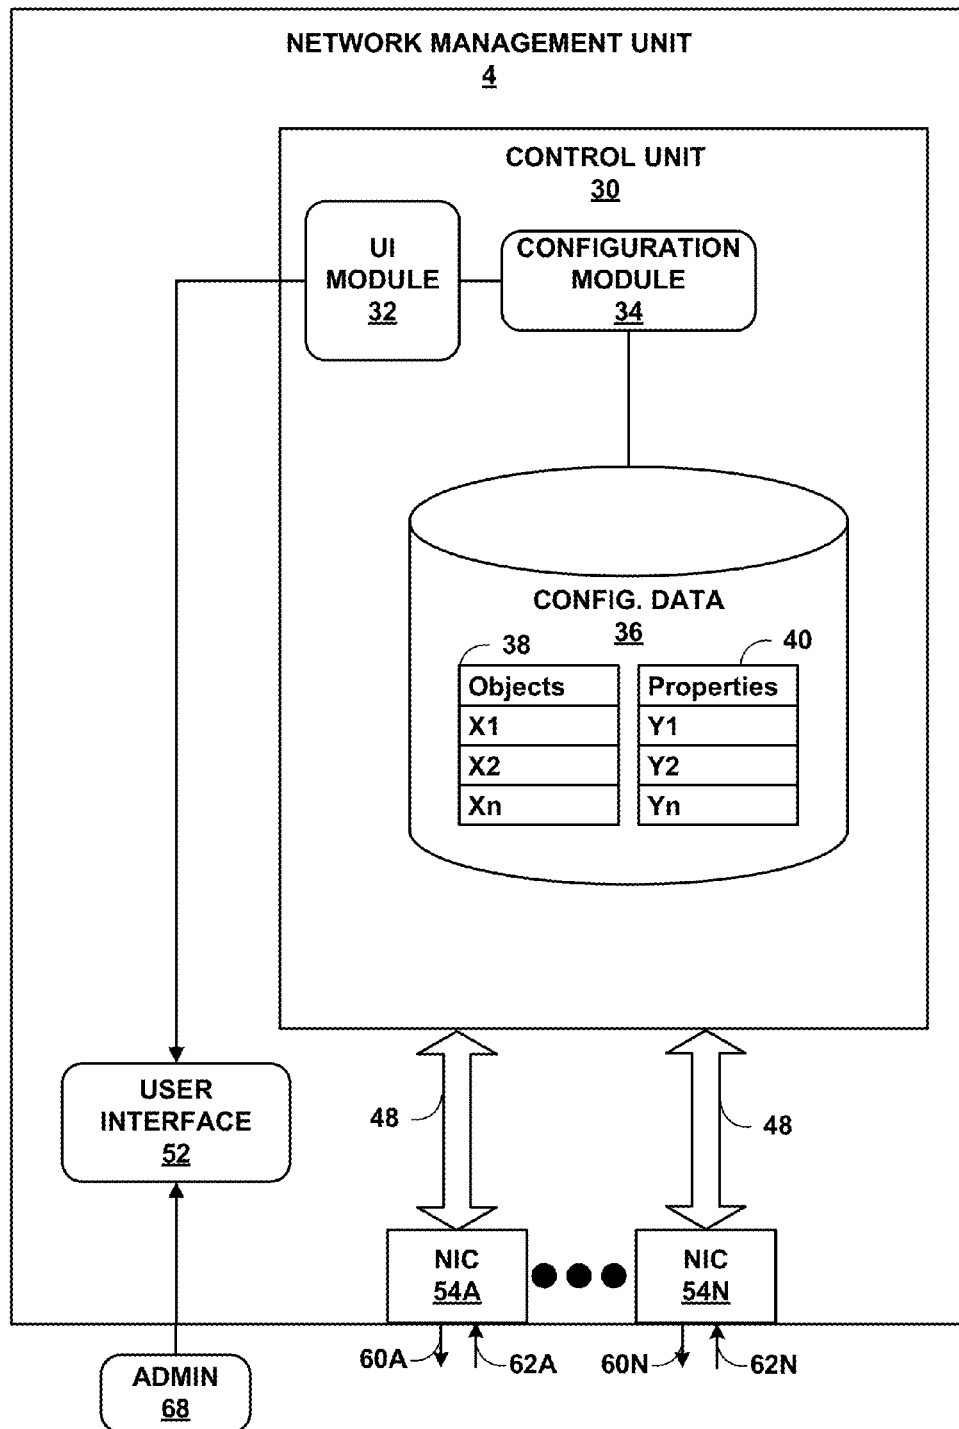 NETWORK MANAGEMENT UNIT
4
CONTROL UNIT
30
UI
MODULE
32
CONFIGURATION
MODULE
34
CONFIG. DATA
36
38
40
Objects
X1
X2
Xn
Properties
Y1
Y2
Yn
USER
INTERFACE
52
48
48
NIC
54A
NIC
54N
60A
62A
60N
62N
ADMIN
68